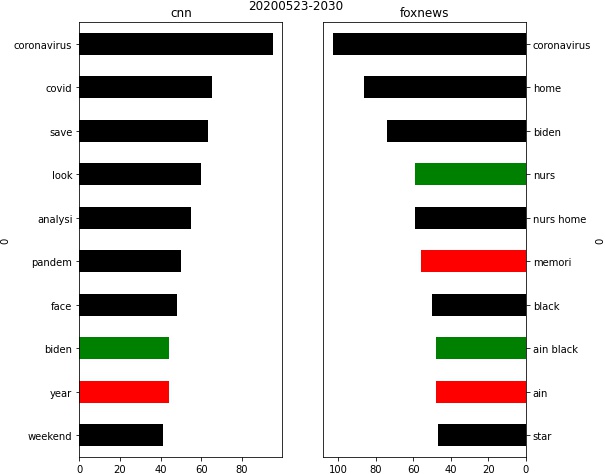 20200523-2030
cnn
foxnews
coronavirus
covid
save
look
analysi
pandem
face
biden
year
weekend
0
0 20 40 60 80
coronavirus
home
biden
nurs
nurs home
memori
black
ain black
ain
star
0
100 80 60 40 20 0